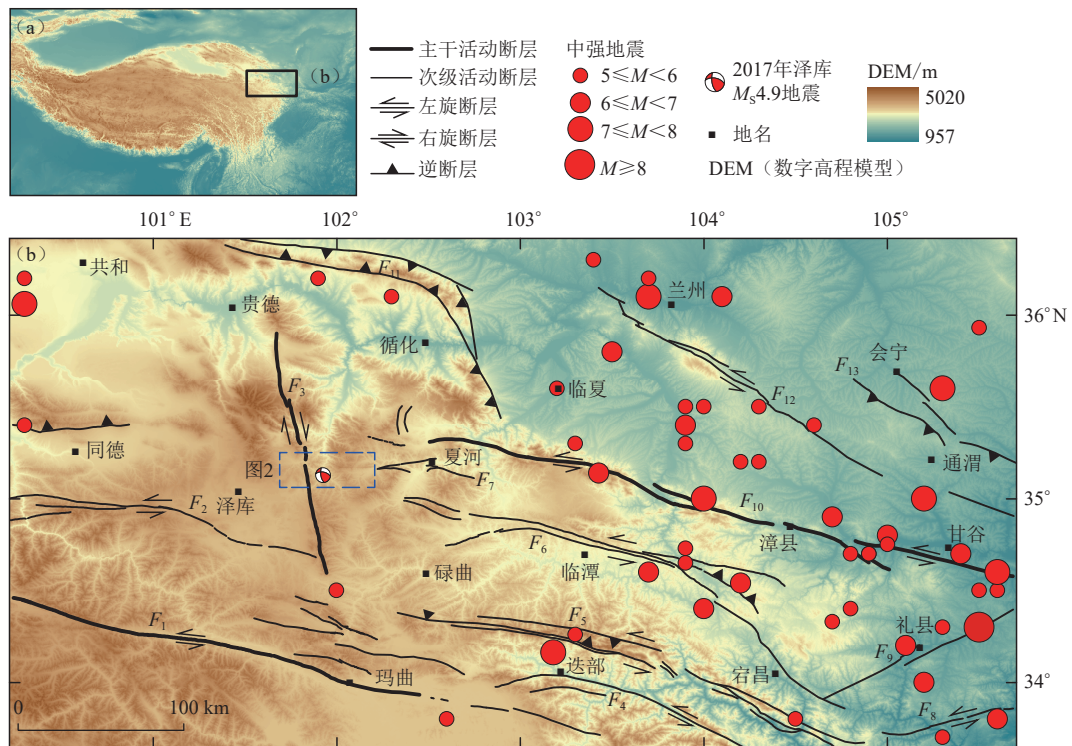 (a)
(b)
主干活动断层
次级活动断层
左旋断层
右旋断层
逆断层
中强地震
5≤M<6
6≤M<7
7≤M<8
M≥8
2017年泽库
MS4.9地震
地名
DEM（数字高程模型）
DEM/m
5020
957
101° E
102°
103°
104°
105°
(b)
共和
F11
贵德
兰州
36° N
循化
会宁
F13
F3
临夏
F12
同德
夏河
通渭
图2
F7
泽库
F2
35°
F10
漳县
甘谷
F6
临潭
碌曲
F1
F5
礼县
F9
迭部
宕昌
玛曲
34°
F4
F8
0
100 km